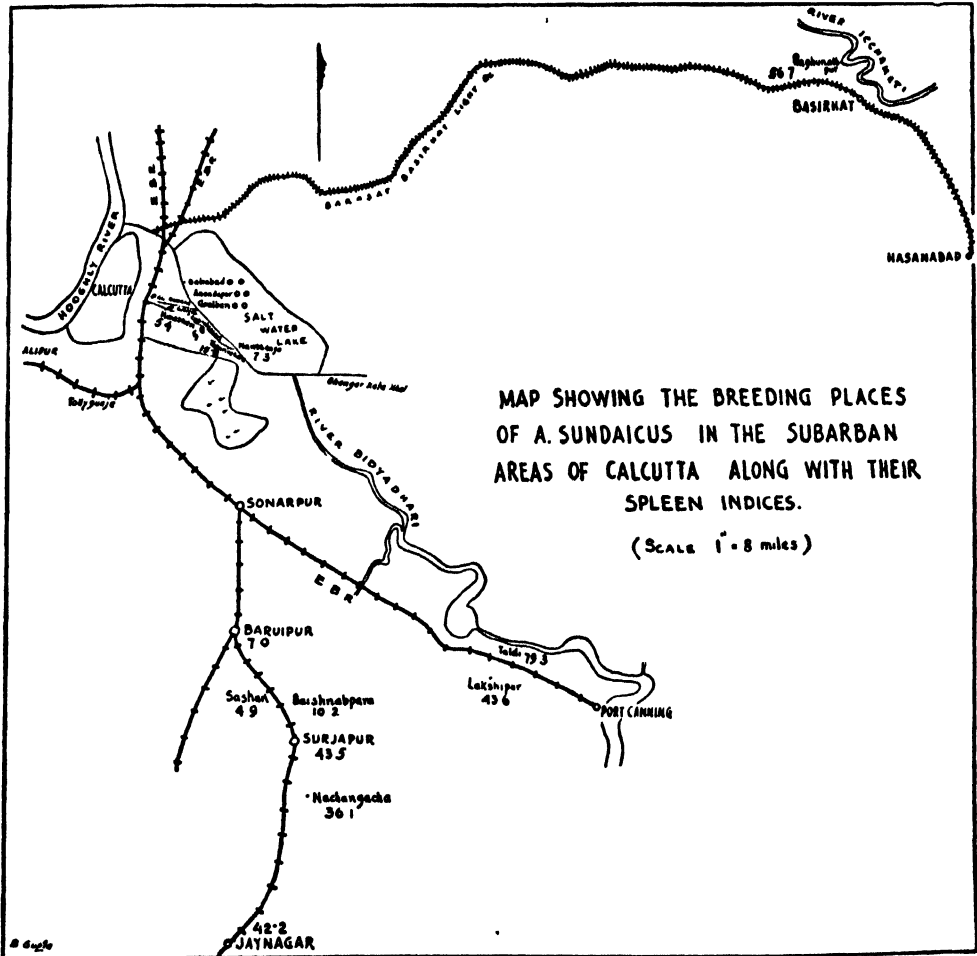 RIVER ICCHAMATI
Raghunath
pur
56 7
BASIRHAT
BARASAT BASIRHAT LIGHT
HASANABAD
E B R
E B R
HOOGHLY RIVER
CALCUTTA
SALT
WATER
LAKE
5 4
7 3
ALIPUR
Tollygunje
RIVER BIDYADHARI
MAP SHOWING THE BREEDING PLACES
OF A. SUNDAICUS IN THE SUBARBAN
AREAS OF CALCUTTA ALONG WITH THEIR
SPLEEN INDICES.
(SCALE 1" = 8 miles)
SONARPUR
E B R
BARUIPUR
7 0
Taldi 79 3
Lakshipur
43 6
PORT CANNING
Sashan
4 9
Baishnabpara
10 2
SURJAPUR
43.5
Nachangacha
36 1
42.2
JAYNAGAR